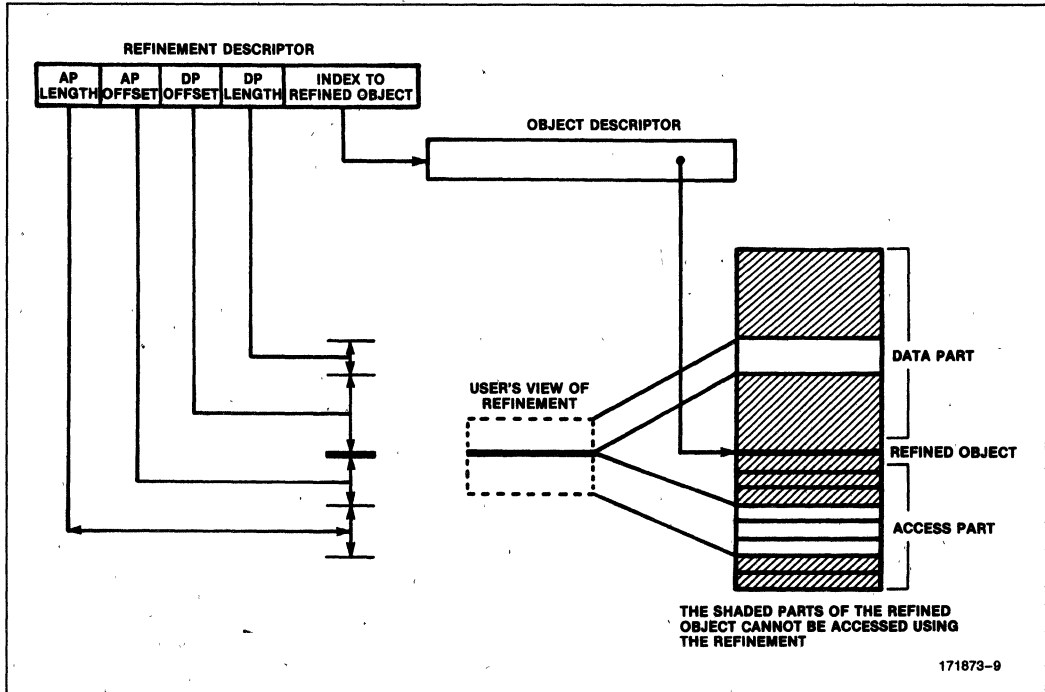 REFINEMENT DESCRIPTOR
AP LENGTH
AP OFFSET
DP OFFSET
DP LENGTH
INDEX TO REFINED OBJECT
OBJECT DESCRIPTOR
DATA PART
USER'S VIEW OF
REFINEMENT
REFINED OBJECT
ACCESS PART
THE SHADED PARTS OF THE REFINED
OBJECT CANNOT BE ACCESSED USING
THE REFINEMENT
171873–9